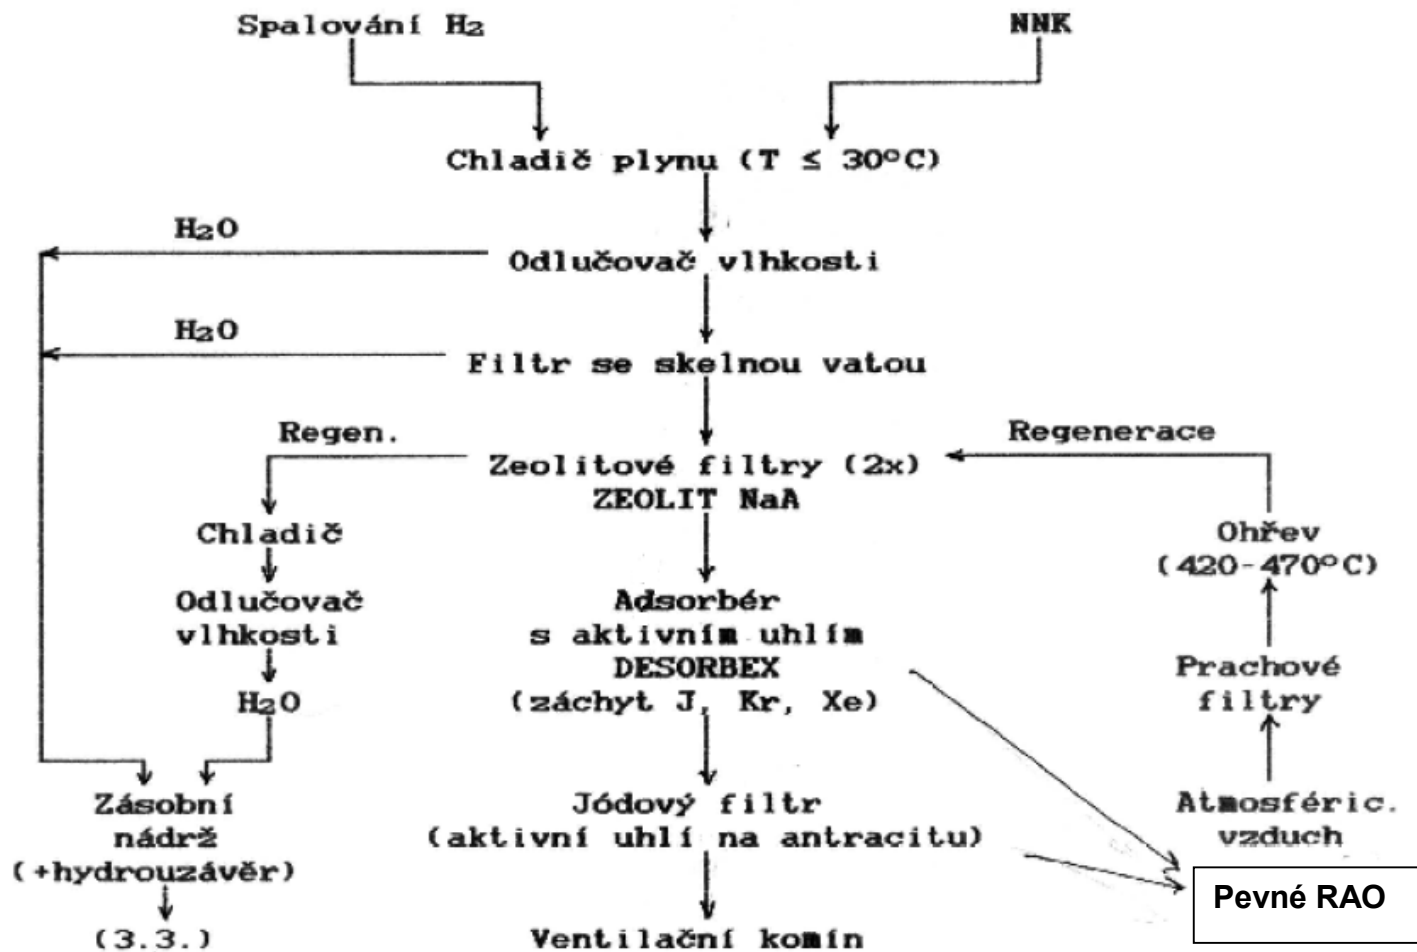 Spalování H₂
NNK
Chladič plynu (T ≤ 30°C)
H₂O
Odlučovač vlhkosti
H₂O
Filtr se skelnou vatou
Regen.
Regenerace
Zeolitové filtry (2x)
ZEOLIT NaA
Chladič
Ohřev
(420-470°C)
Odlučovač
vlhkosti
Adsorbér
s aktivním uhlím
DESORBEX
(záchyt J, Kr, Xe)
H₂O
Prachové
filtry
Zásobní
nádrž
(+hydrouzávěr)
Jódový filtr
(aktivní uhlí na antracitu)
Atmosféric.
vzduch
Pevné RAO
(3.3.)
Ventilační komín